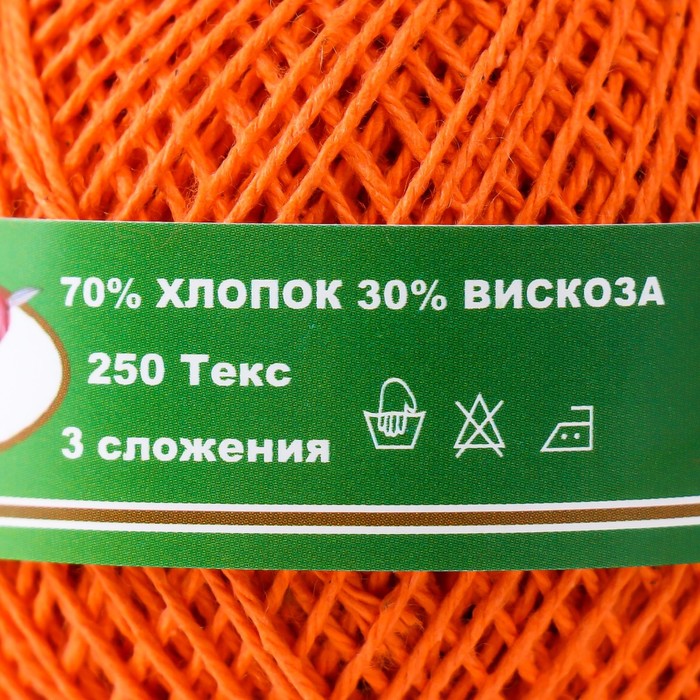 70% ХЛОПОК 30% ВИСКОЗА
250 Текс
3 сложения